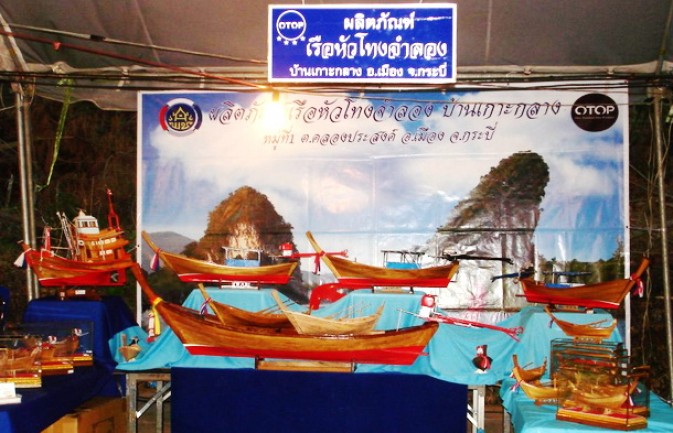 OTOP
ผลิตภัณฑ์
เรือหัวโทงจำลอง
บ้านเกาะกลาง อ.เมือง จ.กระบี่
ผลิตภัณฑ์ เรือหัวโทงจำลอง บ้านเกาะกลาง
หมู่ที่1 ต.คลองประสงค์ อ.เมือง จ.กระบี่
OTOP